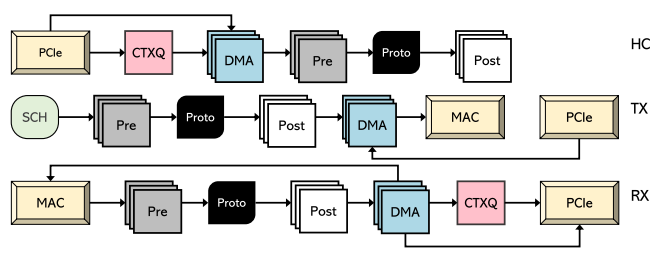 PCIe CTXQ DMA Pre Proto Post HC
SCH Pre Proto Post DMA MAC PCIe TX
MAC Pre Proto Post DMA CTXQ PCIe RX